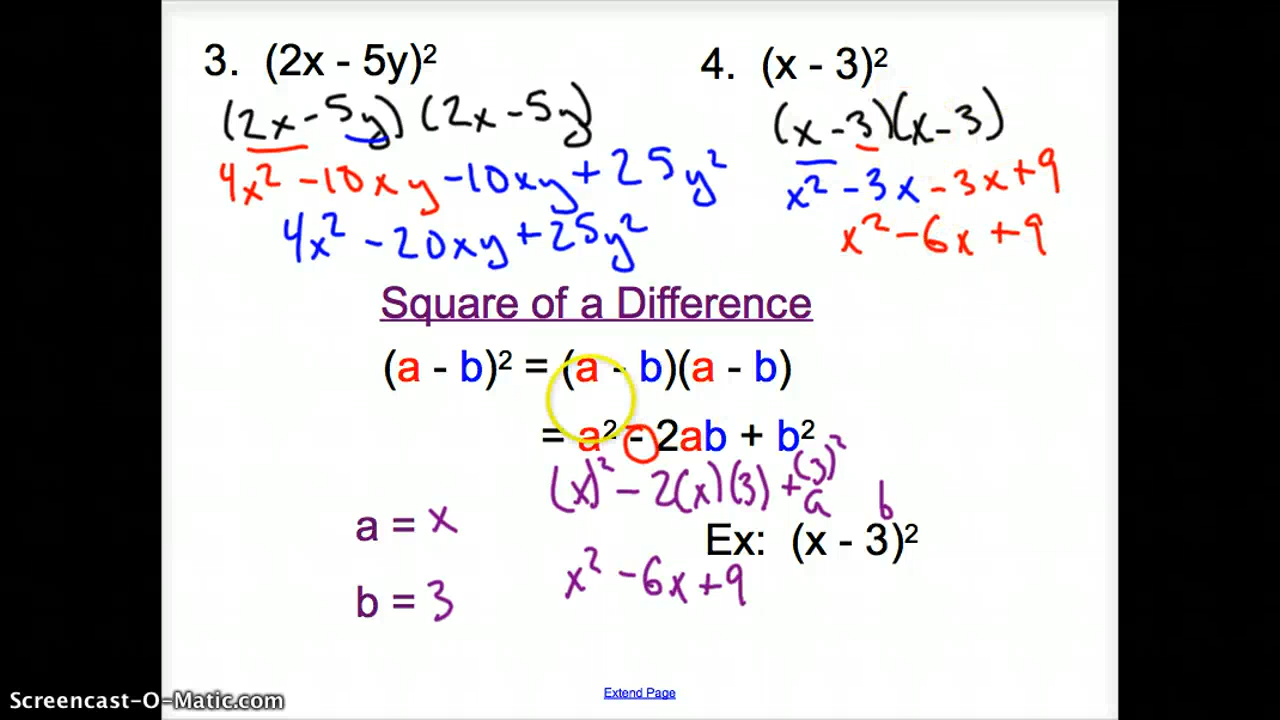 3. (2x - 5y)²
(2x - 5y) (2x - 5y)
4x² - 10xy - 10xy + 25y²
4x² - 20xy + 25y²
4. (x - 3)²
(x - 3)(x - 3)
x² - 3x - 3x + 9
x² - 6x + 9
Square of a Difference
(a - b)² = (a - b)(a - b)
= a² - 2ab + b²
(x)² - 2(x)(3) + (3)²
a b
Ex: (x - 3)²
a = x
b = 3
x² - 6x + 9
Extend Page
Screencast-O-Matic.com